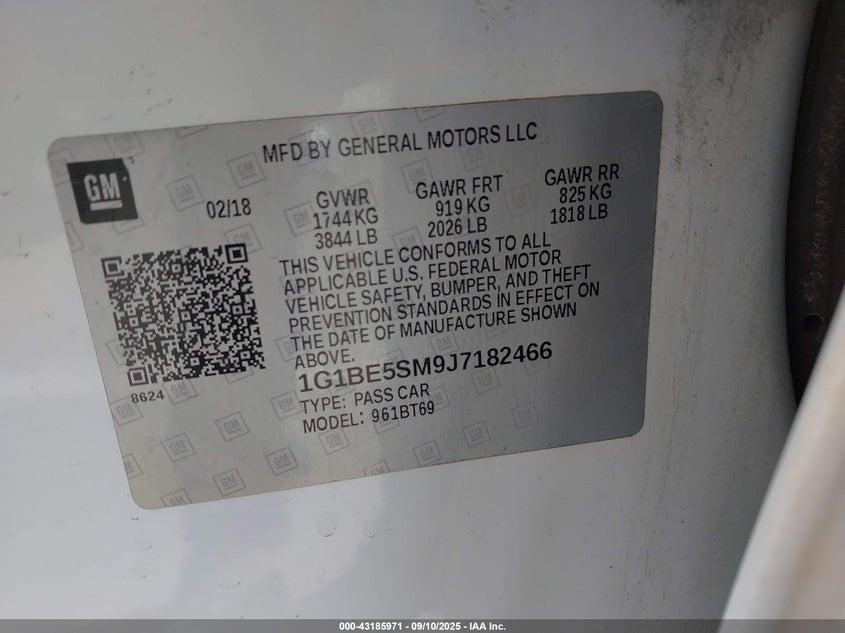 MFD BY GENERAL MOTORS LLC
GM
02/18
GVWR
1744 KG
3844 LB
GAWR FRT
919 KG
2026 LB
GAWR RR
825 KG
1818 LB
THIS VEHICLE CONFORMS TO ALL
APPLICABLE U.S. FEDERAL MOTOR
VEHICLE SAFETY, BUMPER, AND THEFT
PREVENTION STANDARDS IN EFFECT ON
THE DATE OF MANUFACTURE SHOWN
ABOVE.
8624
1G1BE5SM9J7182466
TYPE: PASS CAR
MODEL: 961BT69
000-43185971 - 09/10/2025 - IAA Inc.